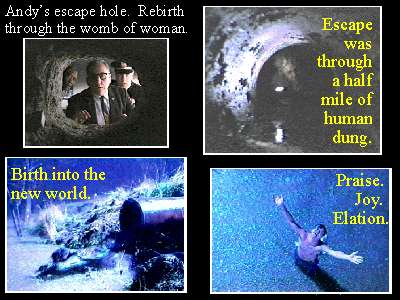 Andy's escape hole.  Rebirth
through the womb of woman.
Escape
was
through
a half
mile of
human
dung.
Birth into the
new world.
Praise.
Joy.
Elation.